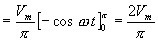 = V_m/π [−cos ωt]_0^π = 2V_m/π